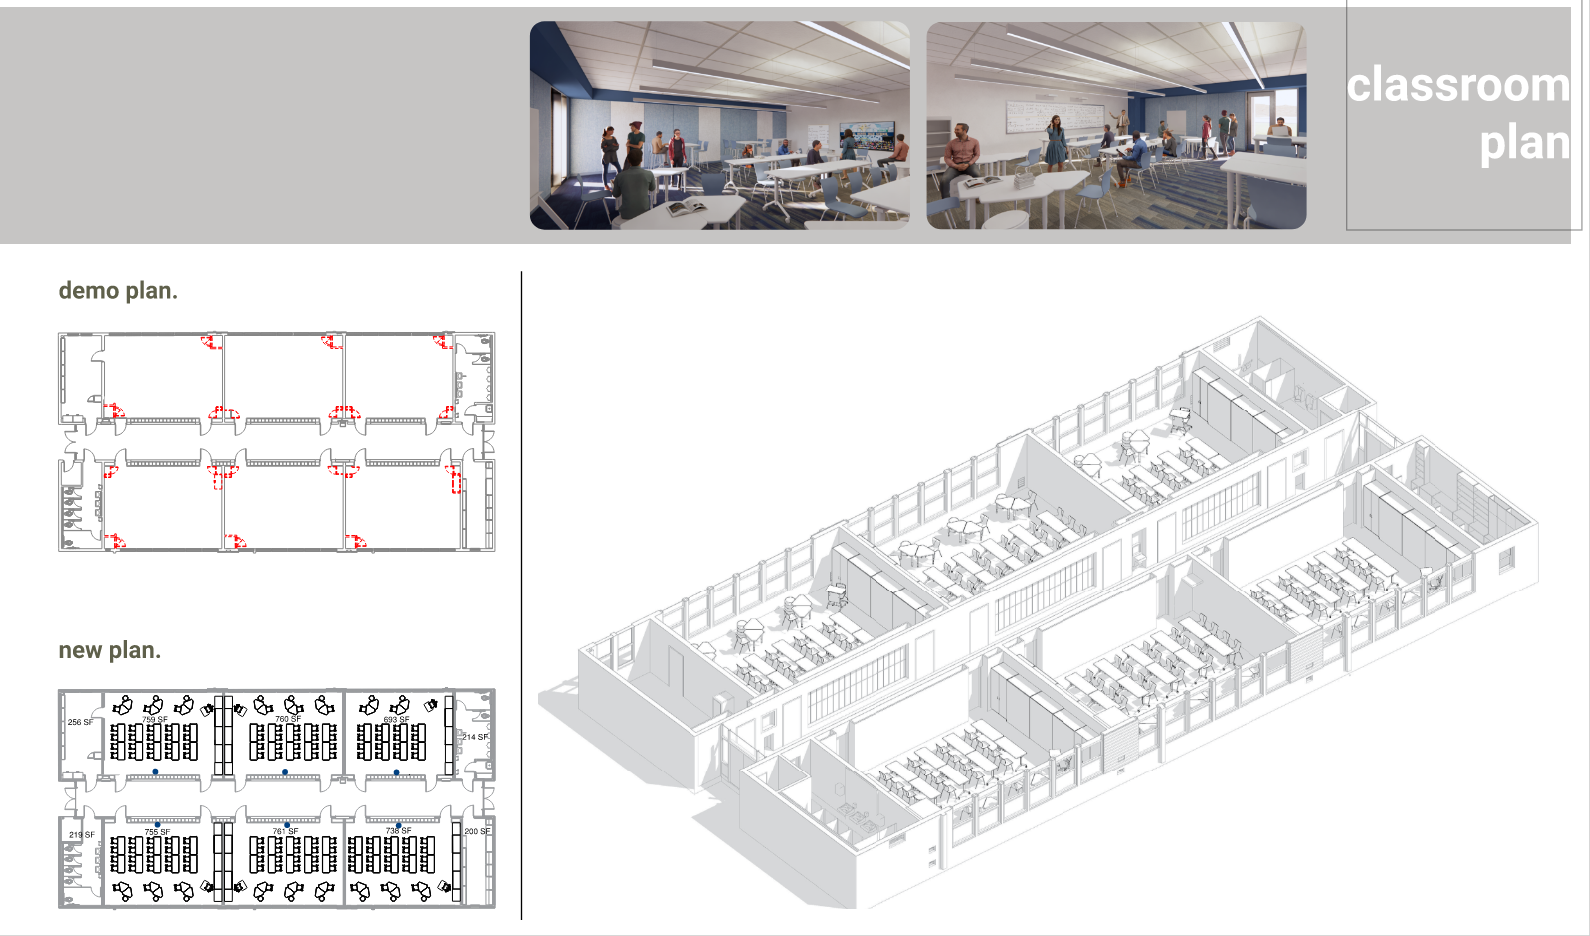 classroom
plan
demo plan.
new plan.
256 SF
759 SF
760 SF
693 SF
214 SF
219 SF
755 SF
761 SF
738 SF
200 SF